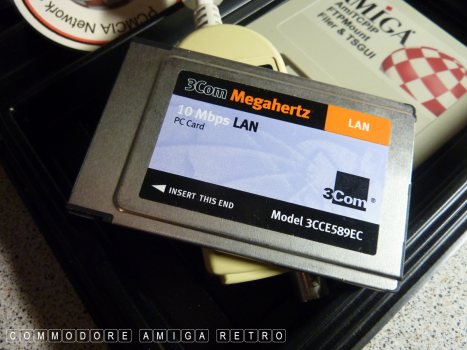 PCMCIA Network
AMIGA
AmiTCPIP
FTPMount
Filer & TSGUI
3Com Megahertz
10 Mbps LAN
PC Card
LAN
INSERT THIS END
3Com®
Model 3CCE589EC
COMMODORE AMIGA RETRO